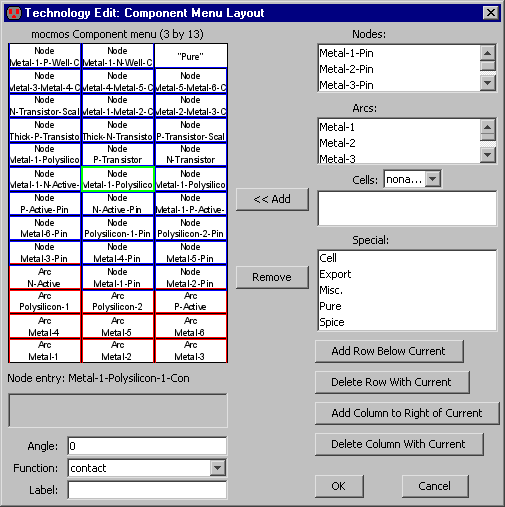 Technology Edit: Component Menu Layout
mocmos Component menu (3 by 13)
Node Node "Pure"
Metal-1-P-Well-C Metal-1-N-Well-C
Node Node Node
Metal-3-Metal-4-C Metal-4-Metal-5-C Metal-5-Metal-6-C
Node Node Node
N-Transistor-Scal Metal-1-Metal-2-C Metal-2-Metal-3-C
Node Node Node
Thick-P-Transisto Thick-N-Transisto P-Transistor-Scal
Node Node Node
Metal-1-Polysilico P-Transistor N-Transistor
Node Node Node
Metal-1-N-Active- Metal-1-Polysilico Metal-1-Polysilico
Node Node Node
P-Active-Pin N-Active-Pin Metal-1-P-Active-
Node Node Node
Metal-6-Pin Polysilicon-1-Pin Polysilicon-2-Pin
Node Node Node
Metal-3-Pin Metal-4-Pin Metal-5-Pin
Arc Node Node
N-Active Metal-1-Pin Metal-2-Pin
Arc Arc Arc
Polysilicon-1 Polysilicon-2 P-Active
Arc Arc Arc
Metal-4 Metal-5 Metal-6
Arc Arc Arc
Metal-1 Metal-2 Metal-3
Node entry: Metal-1-Polysilicon-1-Con
Angle: 0
Function: contact
Label:
<< Add
Remove
Nodes:
Metal-1-Pin
Metal-2-Pin
Metal-3-Pin
Arcs:
Metal-1
Metal-2
Metal-3
Cells: nona...
Special:
Cell
Export
Misc.
Pure
Spice
Add Row Below Current
Delete Row With Current
Add Column to Right of Current
Delete Column With Current
OK Cancel